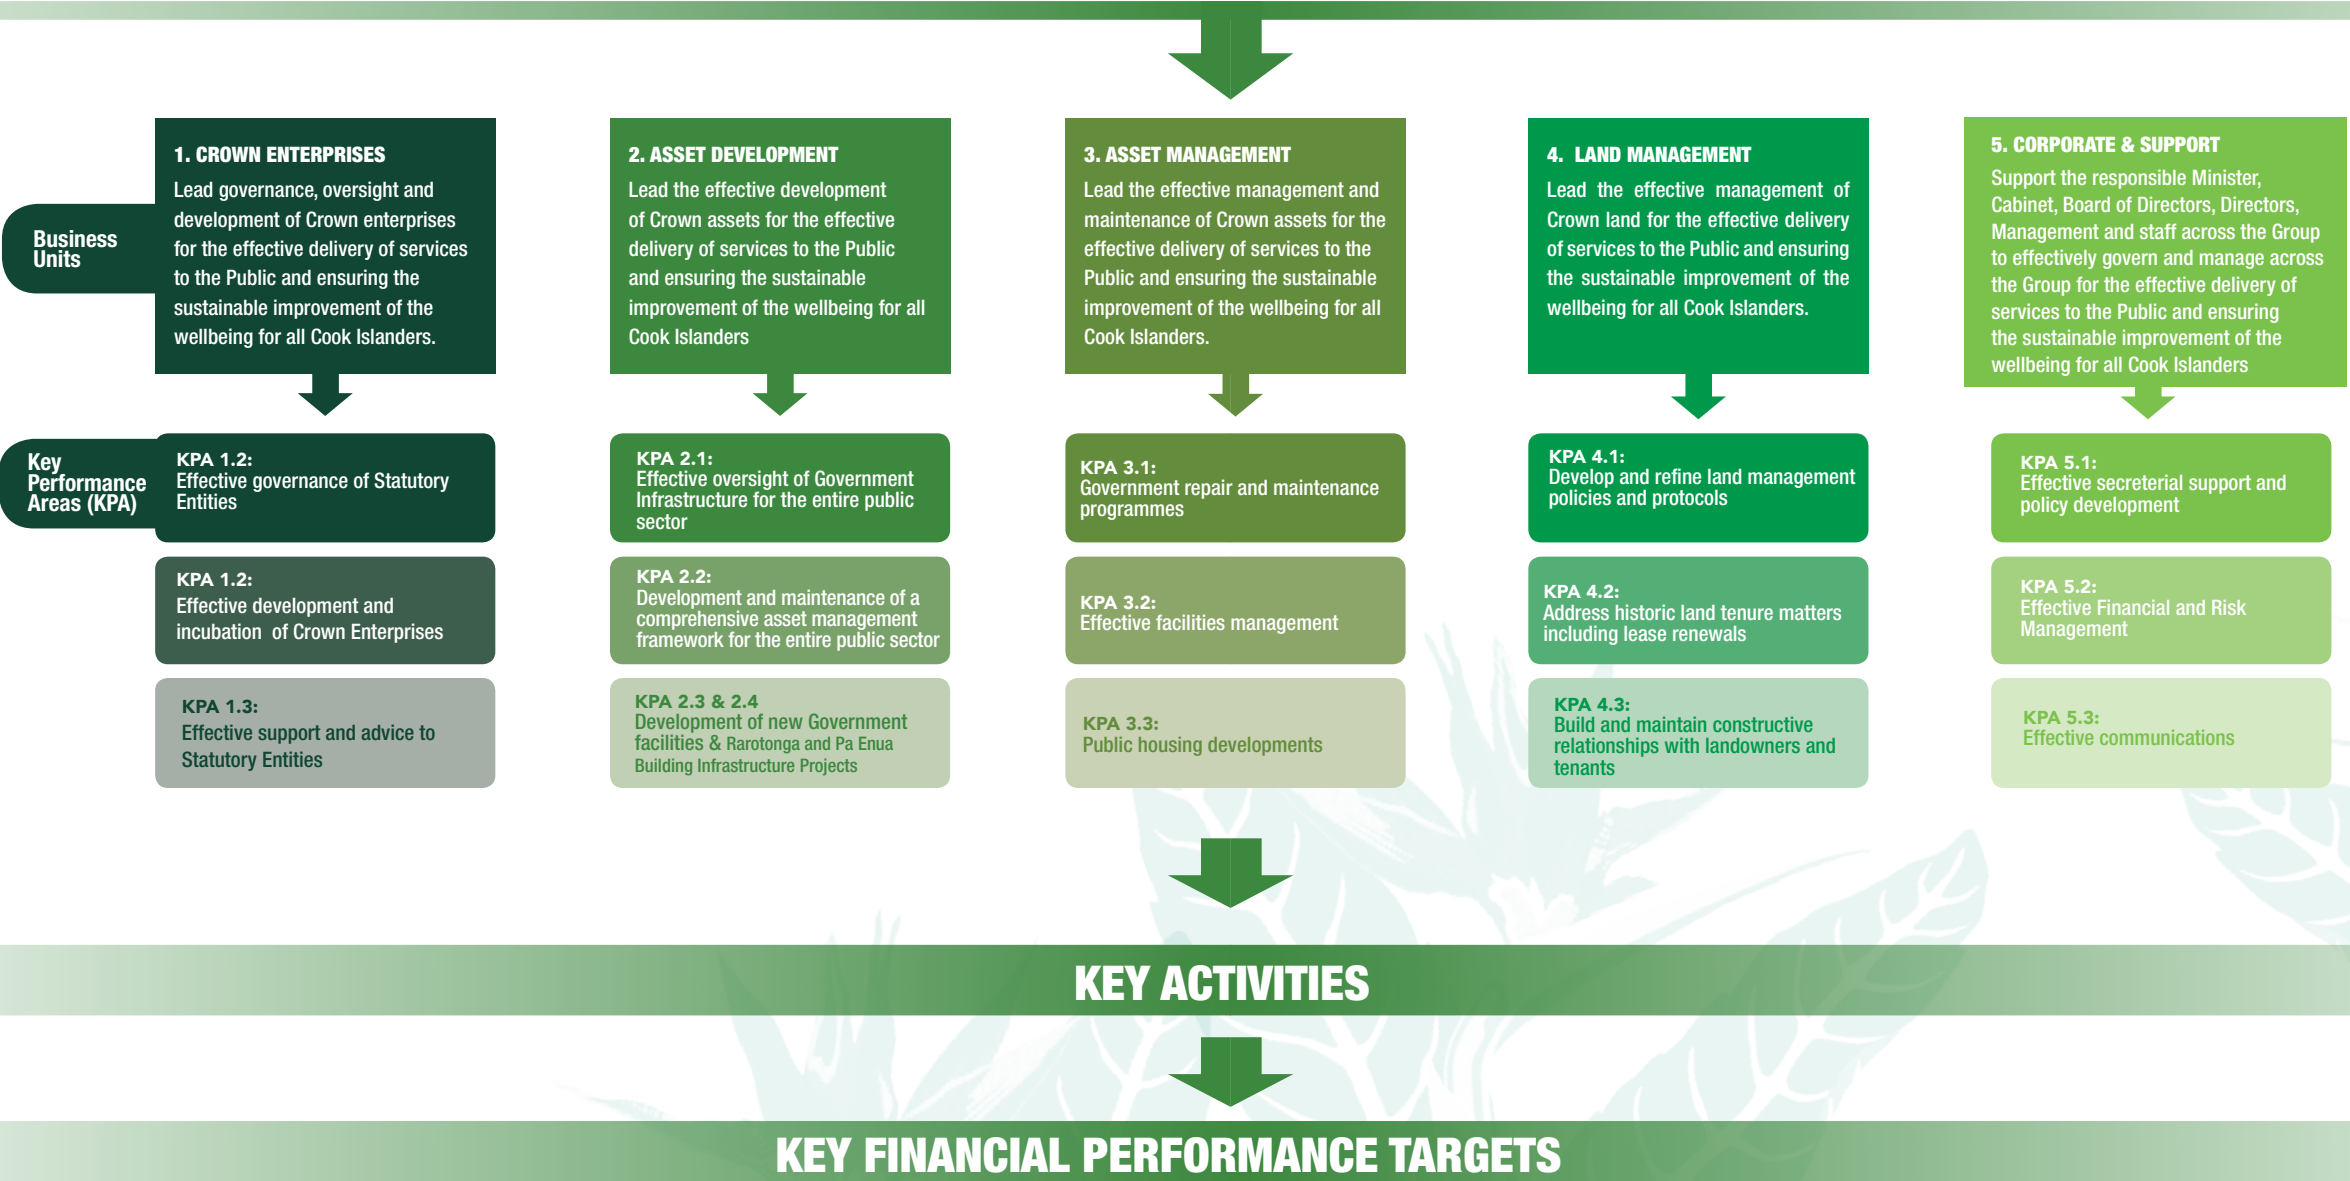 Business
Units
1. CROWN ENTERPRISES
Lead governance, oversight and
development of Crown enterprises
for the effective delivery of services
to the Public and ensuring the
sustainable improvement of the
wellbeing for all Cook Islanders.
2. ASSET DEVELOPMENT
Lead the effective development
of Crown assets for the effective
delivery of services to the Public
and ensuring the sustainable
improvement of the wellbeing for all
Cook Islanders
3. ASSET MANAGEMENT
Lead the effective management and
maintenance of Crown assets for the
effective delivery of services to the
Public and ensuring the sustainable
improvement of the wellbeing for all
Cook Islanders.
4. LAND MANAGEMENT
Lead the effective management of
Crown land for the effective delivery
of services to the Public and ensuring
the sustainable improvement of the
wellbeing for all Cook Islanders.
5. CORPORATE & SUPPORT
Support the responsible Minister,
Cabinet, Board of Directors, Directors,
Management and staff across the Group
to effectively govern and manage across
the Group for the effective delivery of
services to the Public and ensuring
the sustainable improvement of the
wellbeing for all Cook Islanders
Key
Performance
Areas (KPA)
KPA 1.2:
Effective governance of Statutory
Entities
KPA 2.1:
Effective oversight of Government
Infrastructure for the entire public
sector
KPA 3.1:
Government repair and maintenance
programmes
KPA 4.1:
Develop and refine land management
policies and protocols
KPA 5.1:
Effective secreterial support and
policy development
KPA 1.2:
Effective development and
incubation of Crown Enterprises
KPA 2.2:
Development and maintenance of a
comprehensive asset management
framework for the entire public sector
KPA 3.2:
Effective facilities management
KPA 4.2:
Address historic land tenure matters
including lease renewals
KPA 5.2:
Effective Financial and Risk
Management
KPA 1.3:
Effective support and advice to
Statutory Entities
KPA 2.3 & 2.4
Development of new Government
facilities & Rarotonga and Pa Enua
Building Infrastructure Projects
KPA 3.3:
Public housing developments
KPA 4.3:
Build and maintain constructive
relationships with landowners and
tenants
KPA 5.3:
Effective communications
KEY ACTIVITIES
KEY FINANCIAL PERFORMANCE TARGETS